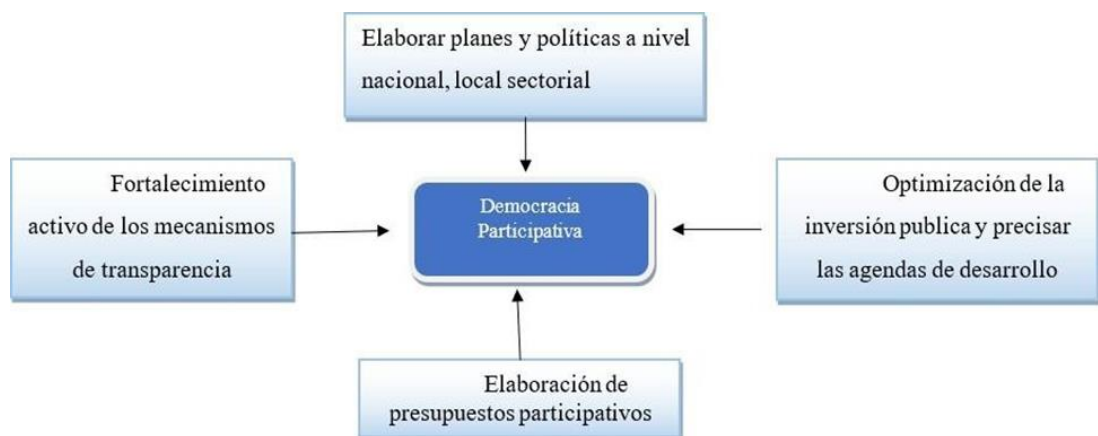 Elaborar planes y políticas a nivel
nacional, local sectorial
Fortalecimiento
activo de los mecanismos
de transparencia
Democracia
Participativa
Optimización de la
inversión publica y precisar
las agendas de desarrollo
Elaboración de
presupuestos participativos